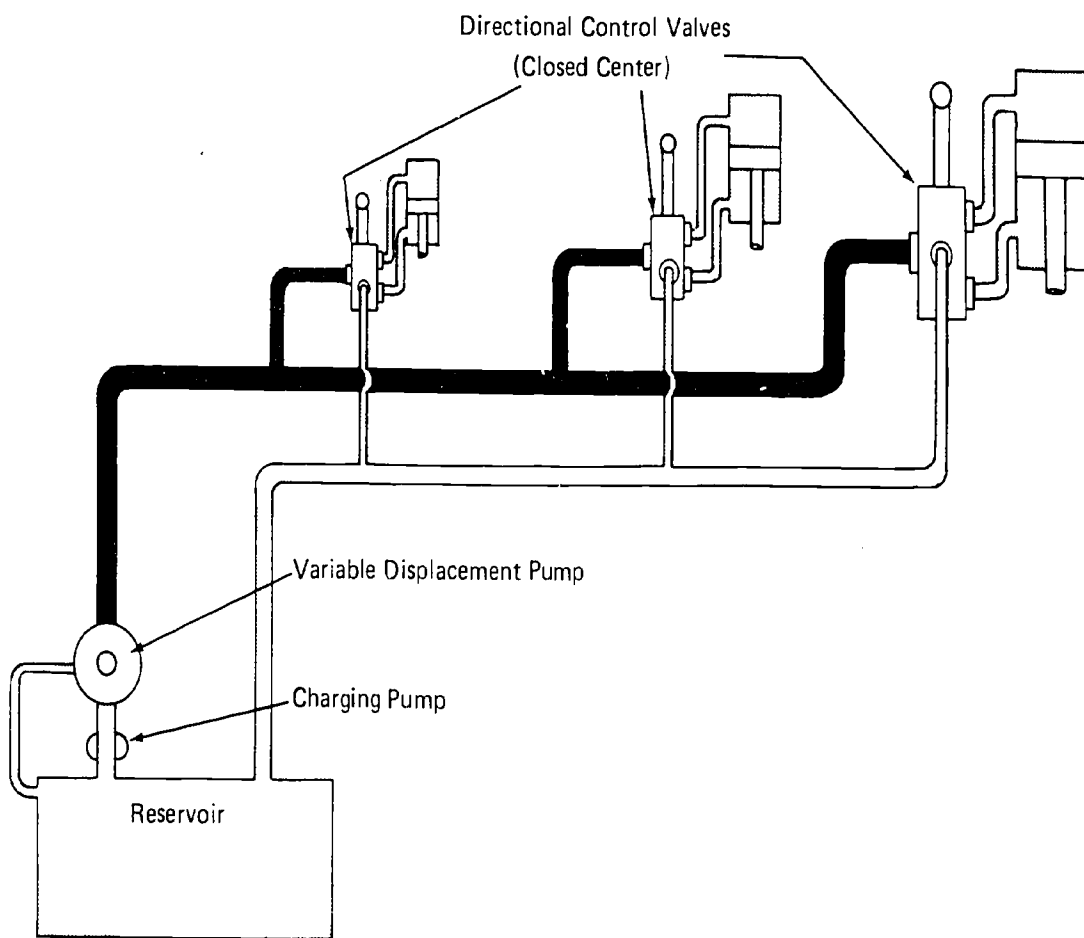 Directional Control Valves
(Closed Center)
Variable Displacement Pump
Charging Pump
Reservoir